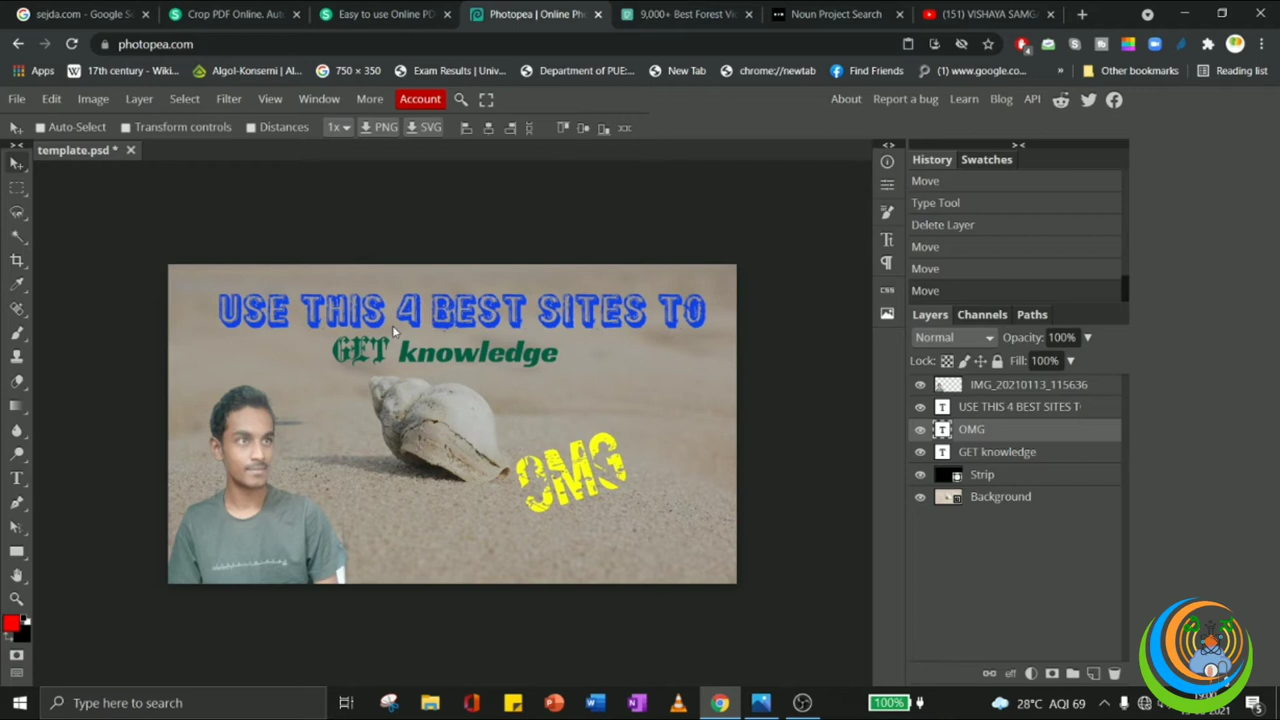 sejda.com - Google S
Crop PDF Online. Auto
Easy to use Online PD
Photopea | Online Pho
9,000+ Best Forest Vi
Noun Project Search
(151) VISHAYA SAMGA
photopea.com
Apps
17th century - Wiki...
Algol-Konsemi | Al...
750 × 350
Exam Results | Univ...
Department of PUE:...
New Tab
chrome://newtab
Find Friends
(1) www.google.co...
Other bookmarks
Reading list
File Edit Image Layer Select Filter View Window More Account
About Report a bug Learn Blog API
Auto-Select Transform controls Distances 1x PNG SVG
template.psd *
History Swatches
Move
Type Tool
Delete Layer
Move
Move
Move
Layers Channels Paths
Normal Opacity: 100%
Lock: Fill: 100%
IMG_20210113_115636
USE THIS 4 BEST SITES T
OMG
GET knowledge
Strip
Background
CSS
eff
USE THIS 4 BEST SITES TO
GET knowledge
OMG
Type here to search
100%
28°C AQI 69